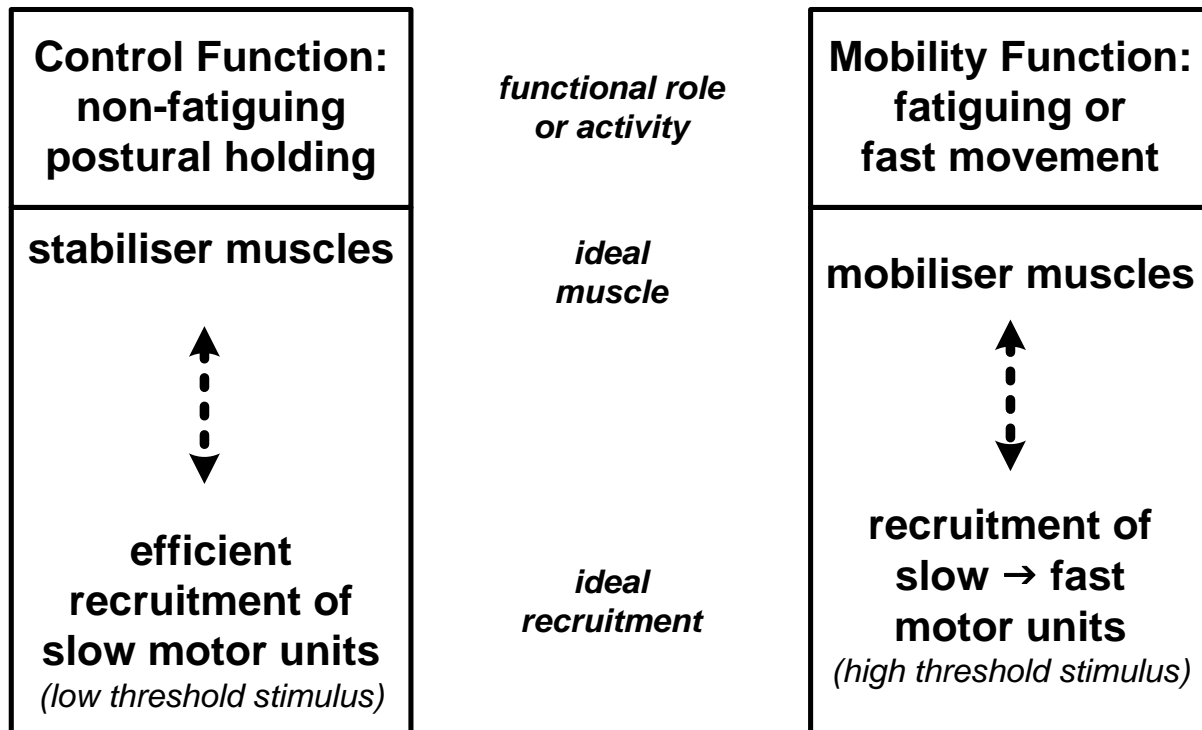 Control Function:
non-fatiguing
postural holding
functional role
or activity
Mobility Function:
fatiguing or
fast movement
stabiliser muscles
ideal
muscle
mobiliser muscles
efficient
recruitment of
slow motor units
(low threshold stimulus)
ideal
recruitment
recruitment of
slow → fast
motor units
(high threshold stimulus)